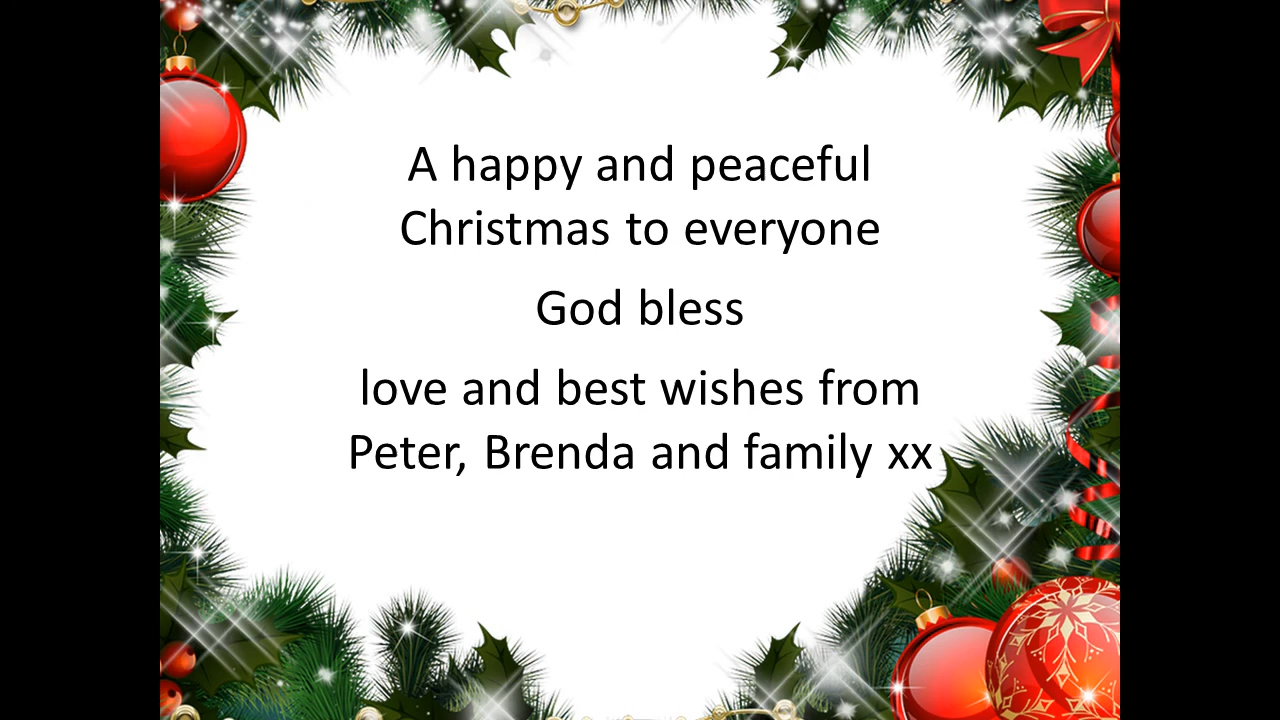 A happy and peaceful
Christmas to everyone
God bless
love and best wishes from
Peter, Brenda and family xx